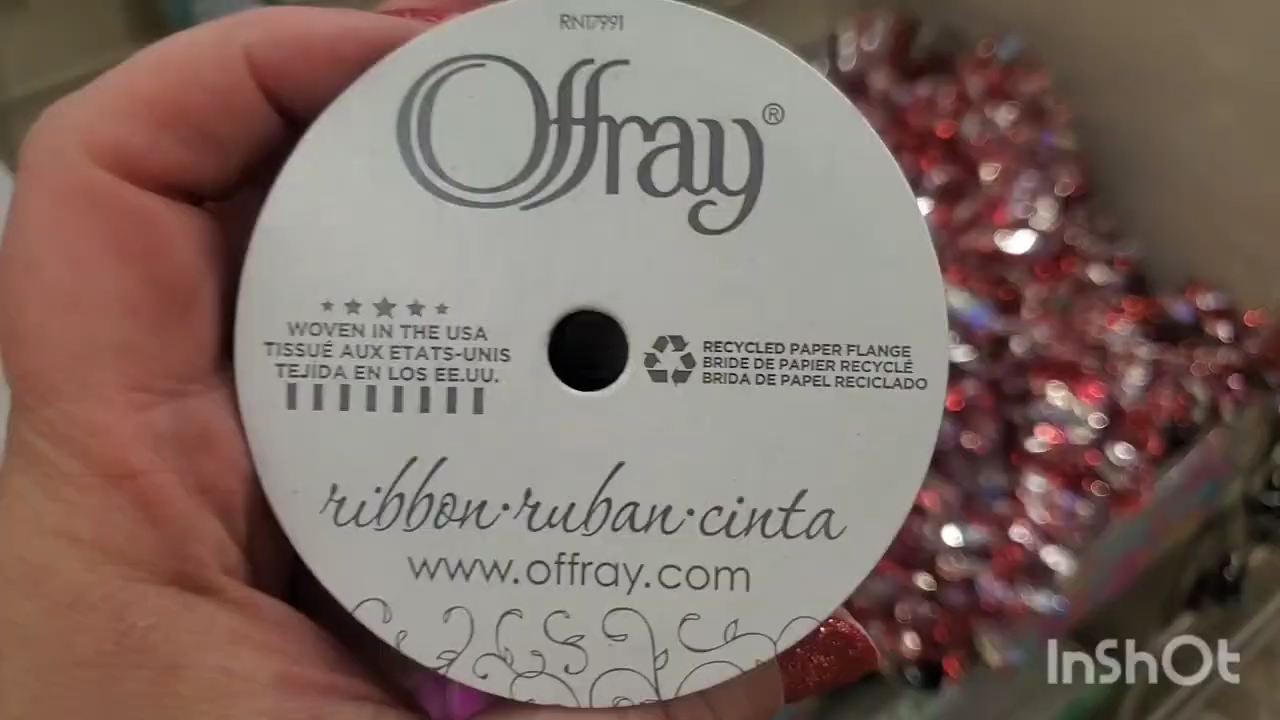 RN17991
Offray®
WOVEN IN THE USA
TISSUÉ AUX ETATS-UNIS
TEJIDA EN LOS EE.UU.
RECYCLED PAPER FLANGE
BRIDE DE PAPIER RECYCLÉ
BRIDA DE PAPEL RECICLADO
ribbon·ruban·cinta
www.offray.com
InShOt